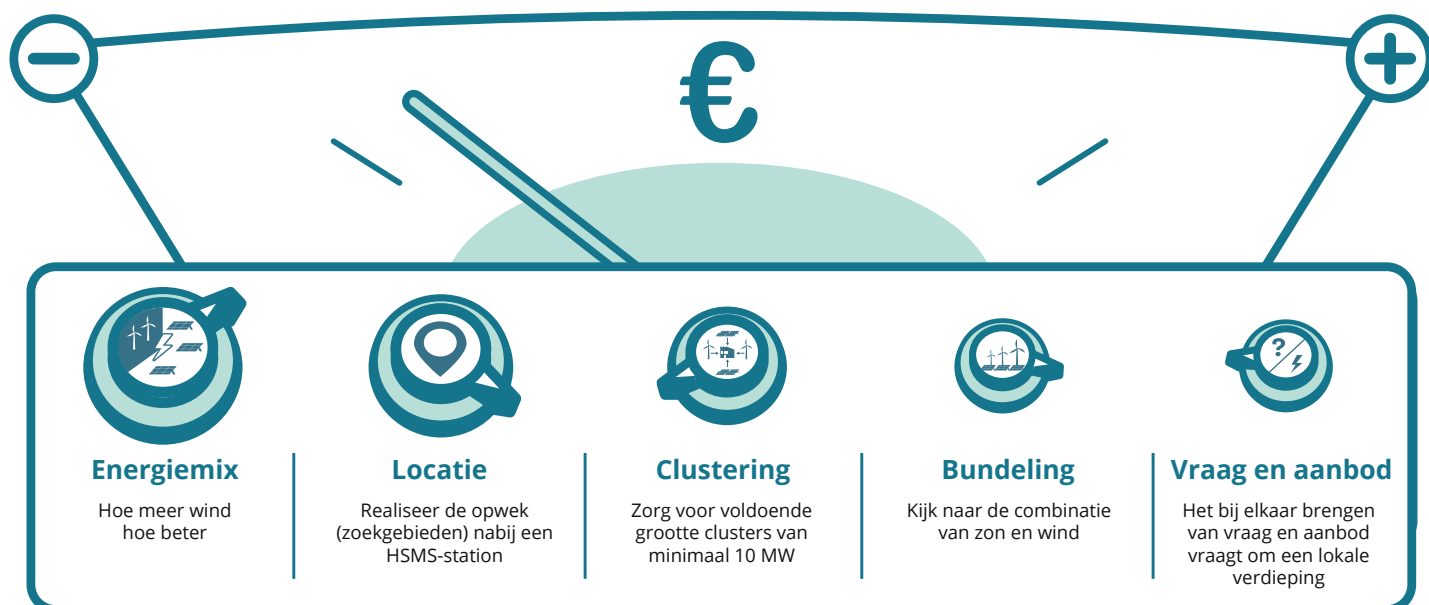 €
?
Energiemix
Hoe meer wind
hoe beter
Locatie
Realiseer de opwek
(zoekgebieden) nabij een
HSMS-station
Clustering
Zorg voor voldoende
grootte clusters van
minimaal 10 MW
Bundeling
Kijk naar de combinatie
van zon en wind
Vraag en aanbod
Het bij elkaar brengen
van vraag en aanbod
vraagt om een lokale
verdieping